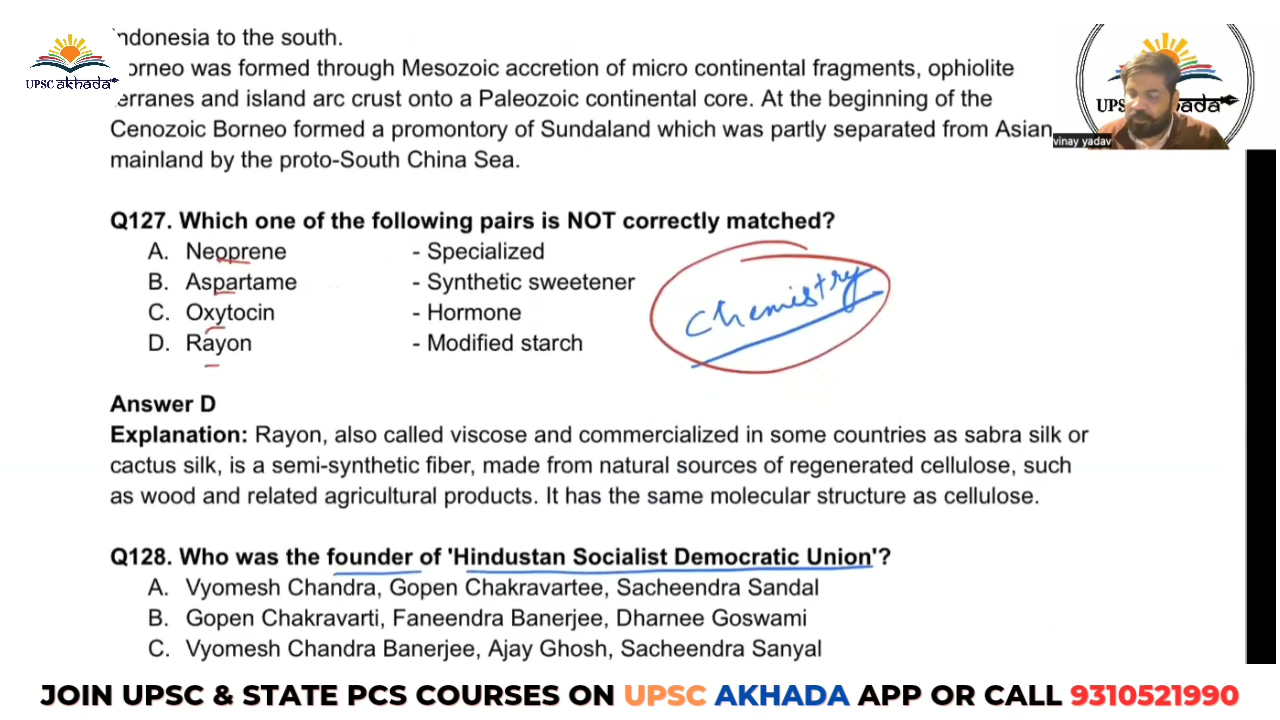 Indonesia to the south.
Borneo was formed through Mesozoic accretion of micro continental fragments, ophiolite
terranes and island arc crust onto a Paleozoic continental core. At the beginning of the
Cenozoic Borneo formed a promontory of Sundaland which was partly separated from Asian
mainland by the proto-South China Sea.
UPSC akhada
UPS hada
vinay yadav
Q127. Which one of the following pairs is NOT correctly matched?
A. Neoprene - Specialized
B. Aspartame - Synthetic sweetener
C. Oxytocin - Hormone
D. Rayon - Modified starch
Chemistry
Answer D
Explanation: Rayon, also called viscose and commercialized in some countries as sabra silk or
cactus silk, is a semi-synthetic fiber, made from natural sources of regenerated cellulose, such
as wood and related agricultural products. It has the same molecular structure as cellulose.
Q128. Who was the founder of 'Hindustan Socialist Democratic Union'?
A. Vyomesh Chandra, Gopen Chakravartee, Sacheendra Sandal
B. Gopen Chakravarti, Faneendra Banerjee, Dharnee Goswami
C. Vyomesh Chandra Banerjee, Ajay Ghosh, Sacheendra Sanyal
JOIN UPSC & STATE PCS COURSES ON UPSC AKHADA APP OR CALL 9310521990